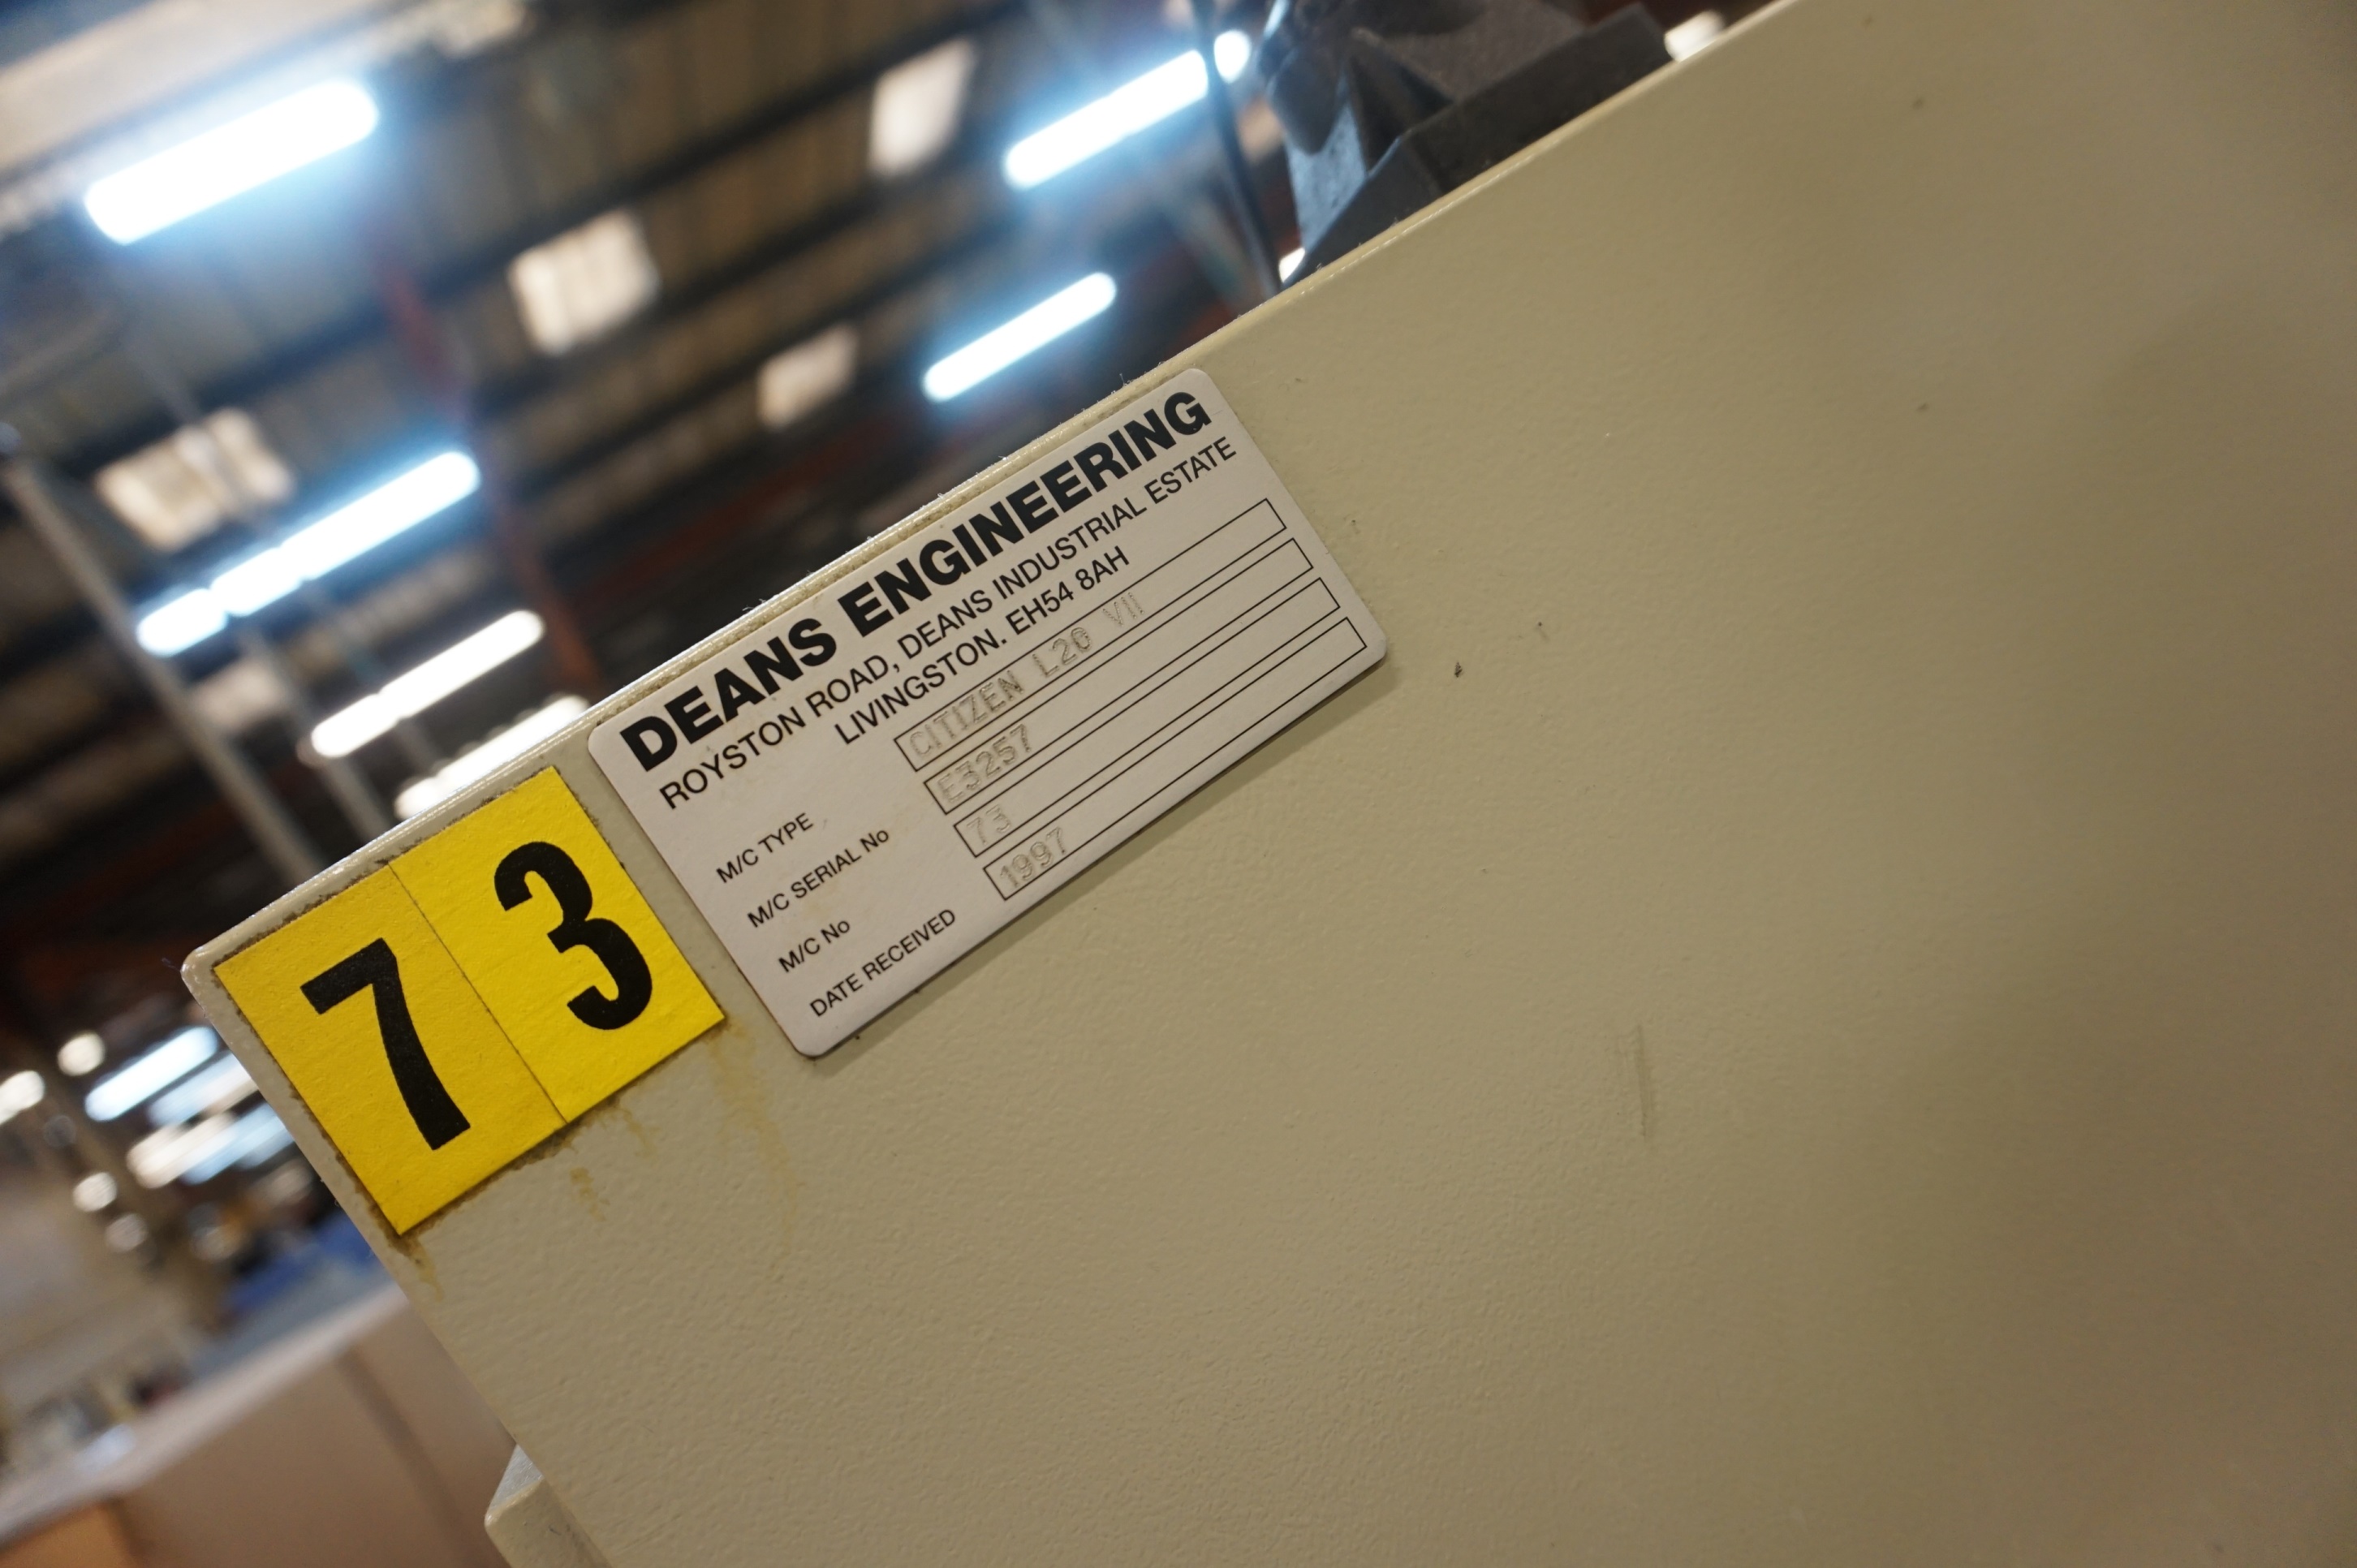 DEANS ENGINEERING
ROYSTON ROAD, DEANS INDUSTRIAL ESTATE
LIVINGSTON. EH54 8AH
M/C TYPE CITIZEN L20 VII
M/C SERIAL No E3257
M/C No 73
DATE RECEIVED 1997
73